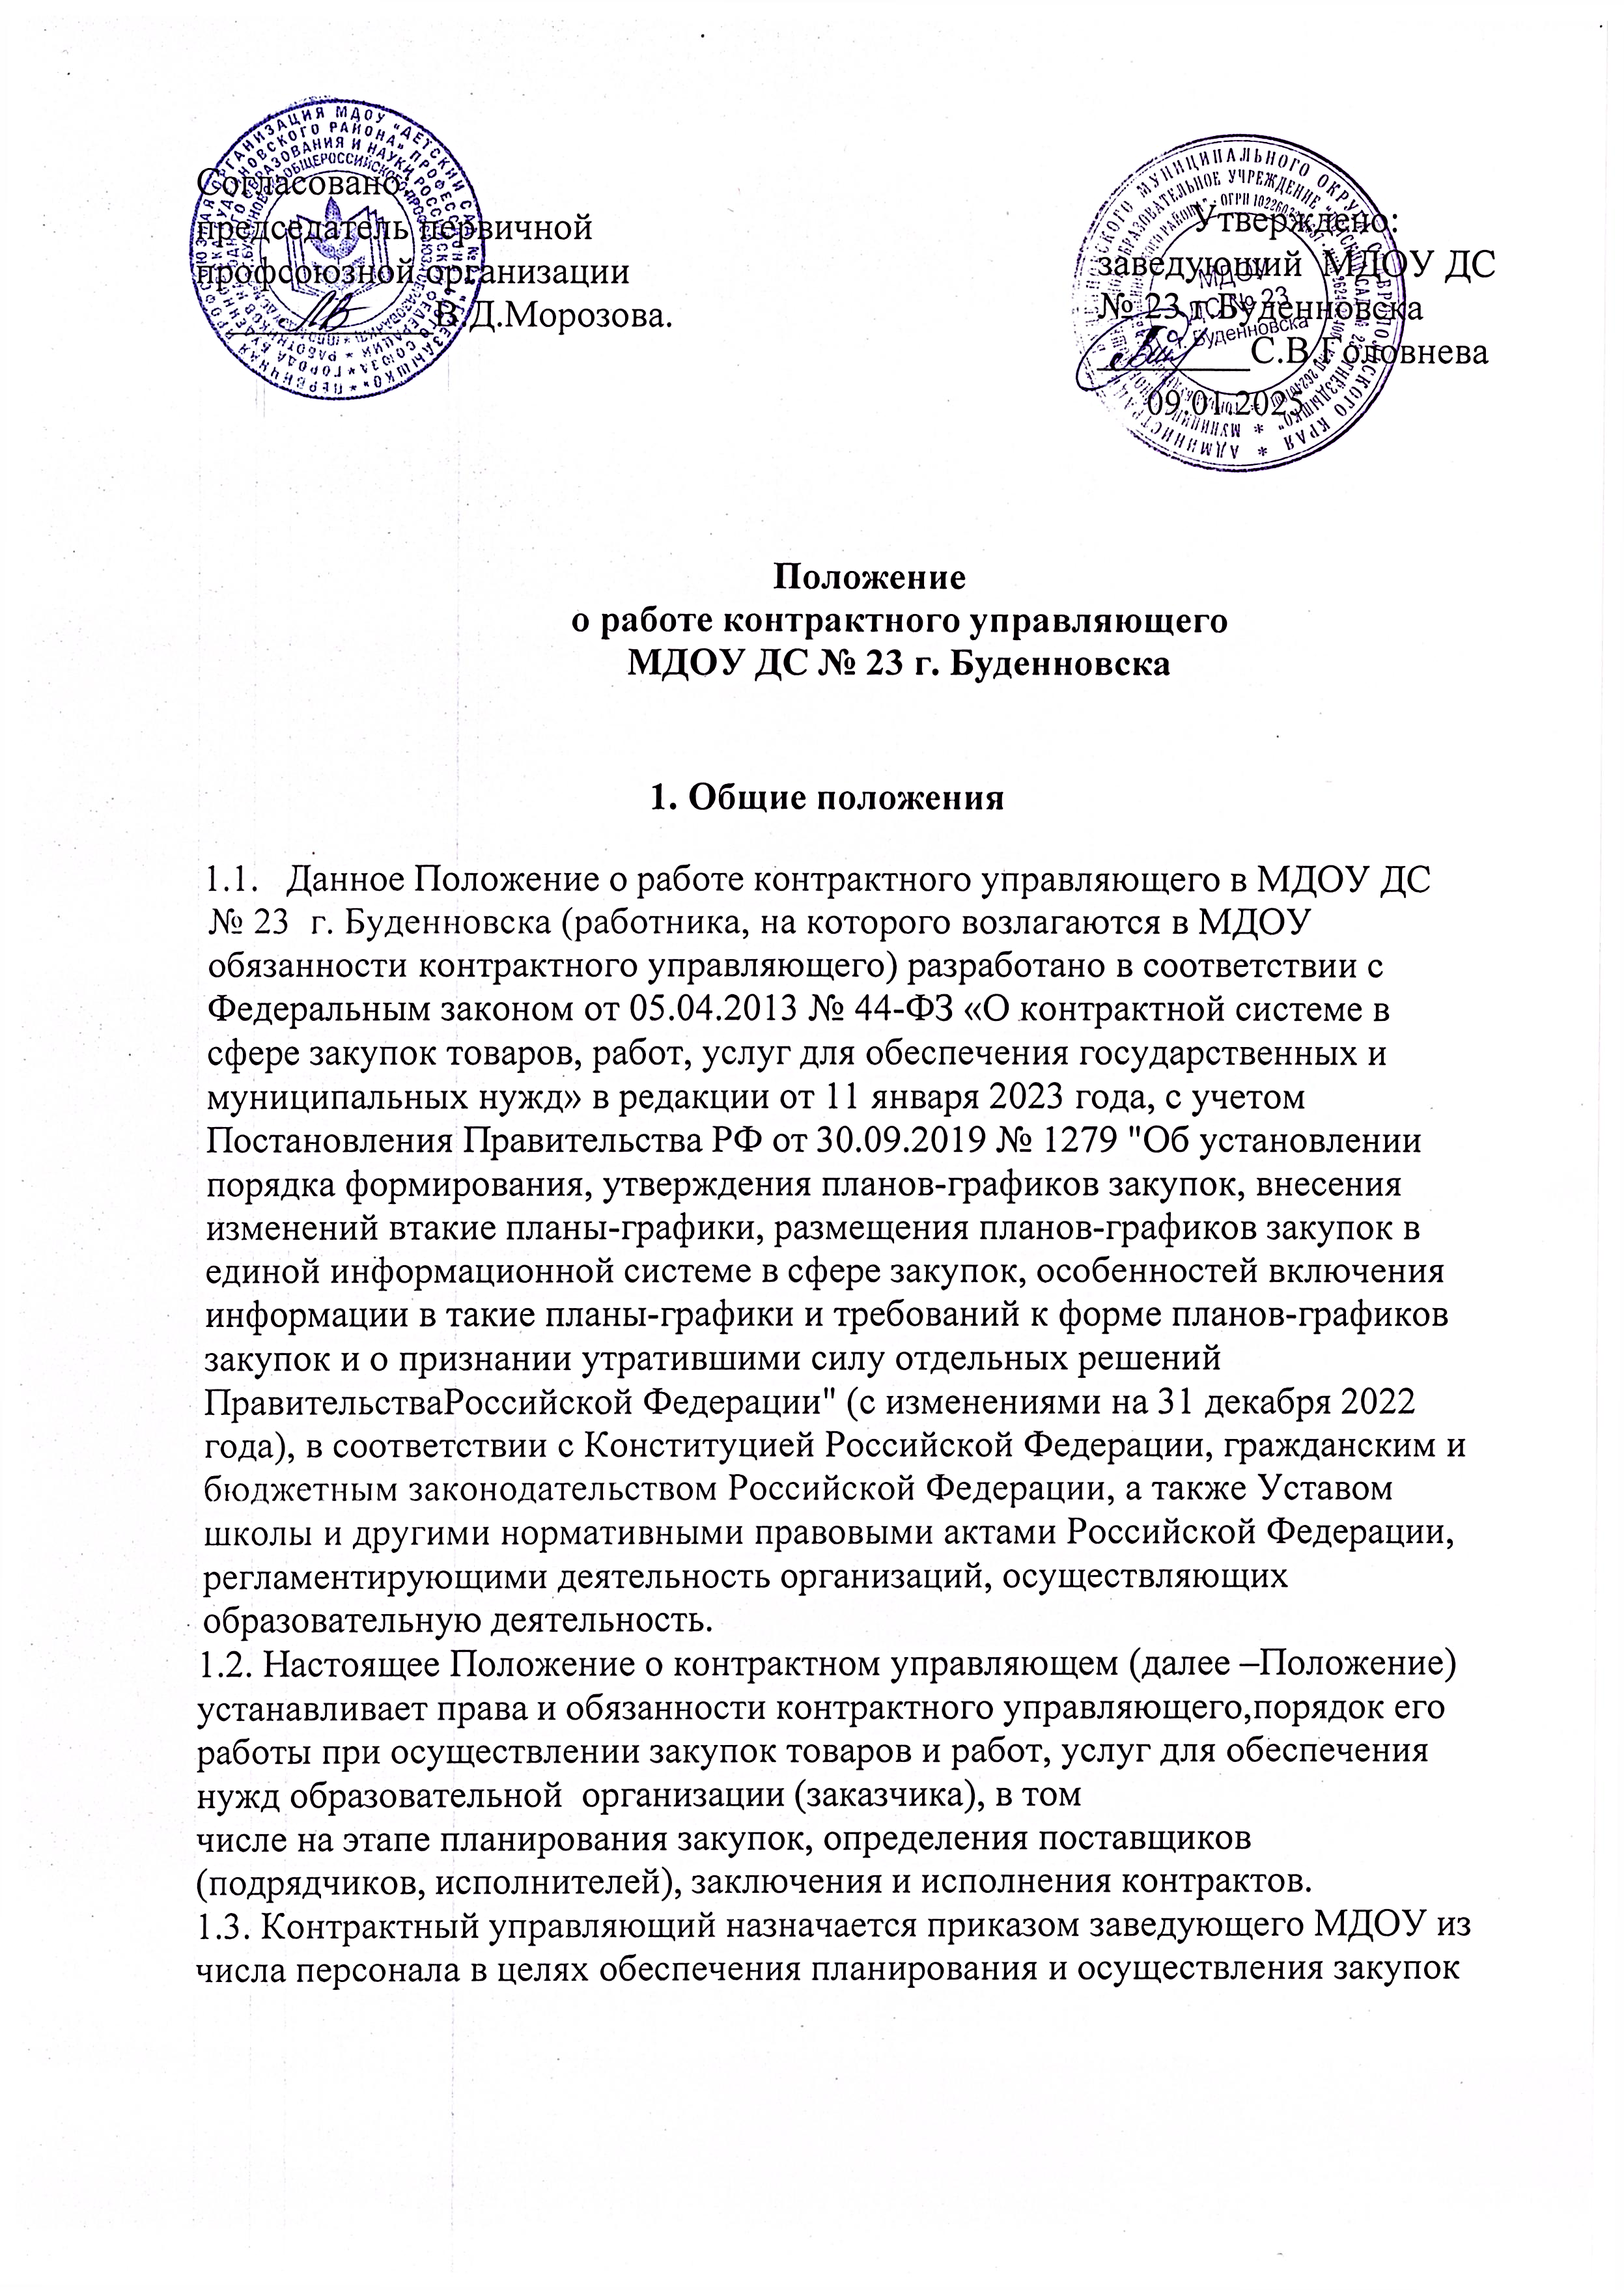 Согласовано:
председатель первичной
профсоюзной организации
В.Д.Морозова.
Утверждено:
заведующий МДОУ ДС
№ 23 г.Буденновска
С.В.Головнева
09.01.2025
МДОУ
ДС № 23
г. Буденновска
Положение
о работе контрактного управляющего
МДОУ ДС № 23 г. Буденновска
1. Общие положения
1.1. Данное Положение о работе контрактного управляющего в МДОУ ДС
№ 23 г. Буденновска (работника, на которого возлагаются в МДОУ
обязанности контрактного управляющего) разработано в соответствии с
Федеральным законом от 05.04.2013 № 44-ФЗ «О контрактной системе в
сфере закупок товаров, работ, услуг для обеспечения государственных и
муниципальных нужд» в редакции от 11 января 2023 года, с учетом
Постановления Правительства РФ от 30.09.2019 № 1279 "Об установлении
порядка формирования, утверждения планов-графиков закупок, внесения
изменений втакие планы-графики, размещения планов-графиков закупок в
единой информационной системе в сфере закупок, особенностей включения
информации в такие планы-графики и требований к форме планов-графиков
закупок и о признании утратившими силу отдельных решений
ПравительстваРоссийской Федерации" (с изменениями на 31 декабря 2022
года), в соответствии с Конституцией Российской Федерации, гражданским и
бюджетным законодательством Российской Федерации, а также Уставом
школы и другими нормативными правовыми актами Российской Федерации,
регламентирующими деятельность организаций, осуществляющих
образовательную деятельность.
1.2. Настоящее Положение о контрактном управляющем (далее –Положение)
устанавливает права и обязанности контрактного управляющего,порядок его
работы при осуществлении закупок товаров и работ, услуг для обеспечения
нужд образовательной организации (заказчика), в том
числе на этапе планирования закупок, определения поставщиков
(подрядчиков, исполнителей), заключения и исполнения контрактов.
1.3. Контрактный управляющий назначается приказом заведующего МДОУ из
числа персонала в целях обеспечения планирования и осуществления закупок